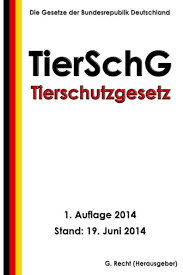 Die Gesetze der Bundesrepublik Deutschland
TierSchG
Tierschutzgesetz
1. Auflage 2014
Stand: 19. Juni 2014
G. Recht (Herausgeber)